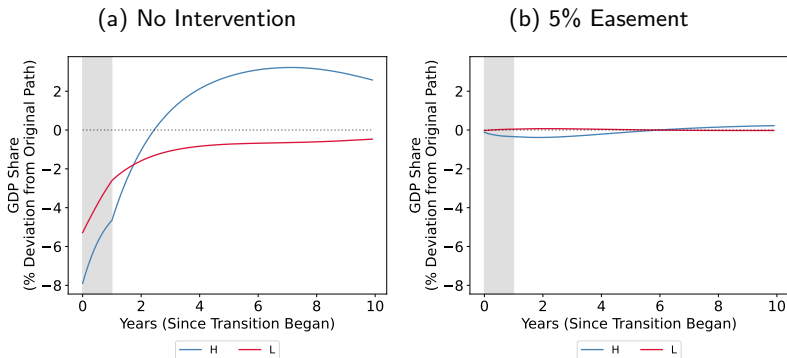 (a) No Intervention
GDP Share
(% Deviation from Original Path)
2
0
−2
−4
−6
−8
0 2 4 6 8 10
Years (Since Transition Began)
H L
(b) 5% Easement
GDP Share
(% Deviation from Original Path)
2
0
−2
−4
−6
−8
0 2 4 6 8 10
Years (Since Transition Began)
H L